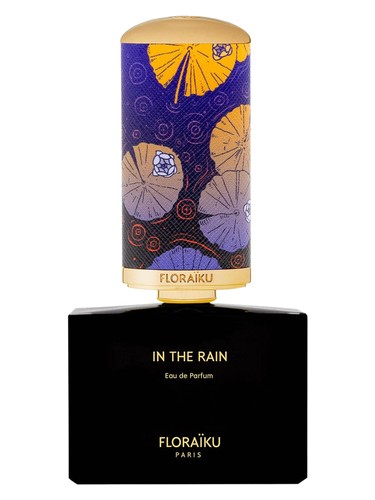 FLORAÏKU
IN THE RAIN
Eau de Parfum
FLORAÏKU
PARIS